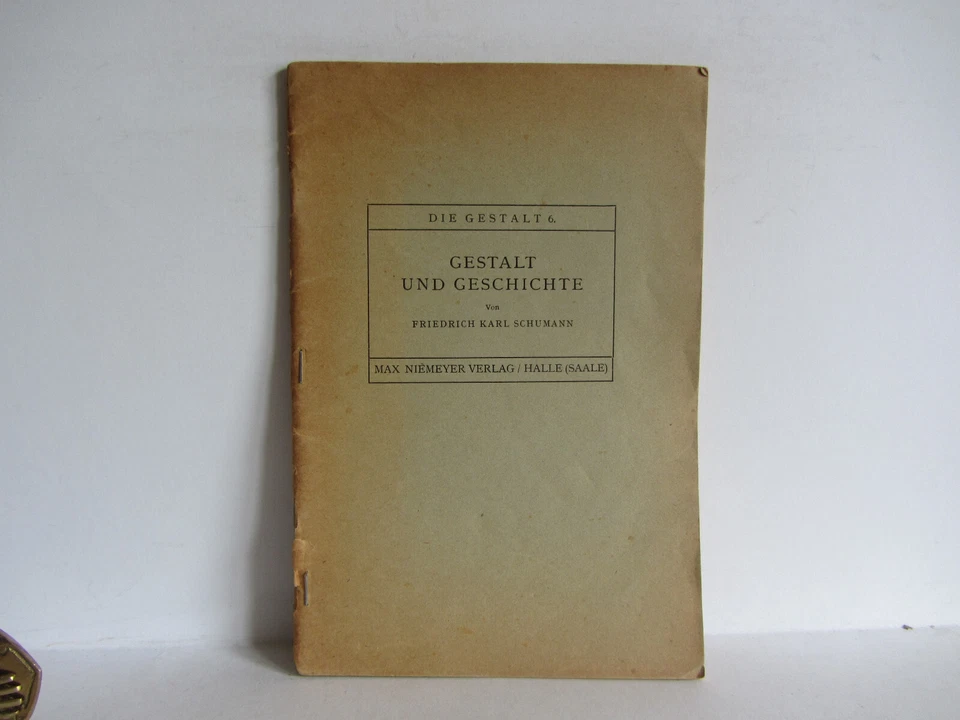 DIE GESTALT 6.
GESTALT
UND GESCHICHTE
Von
FRIEDRICH KARL SCHUMANN
MAX NIEMEYER VERLAG / HALLE (SAALE)